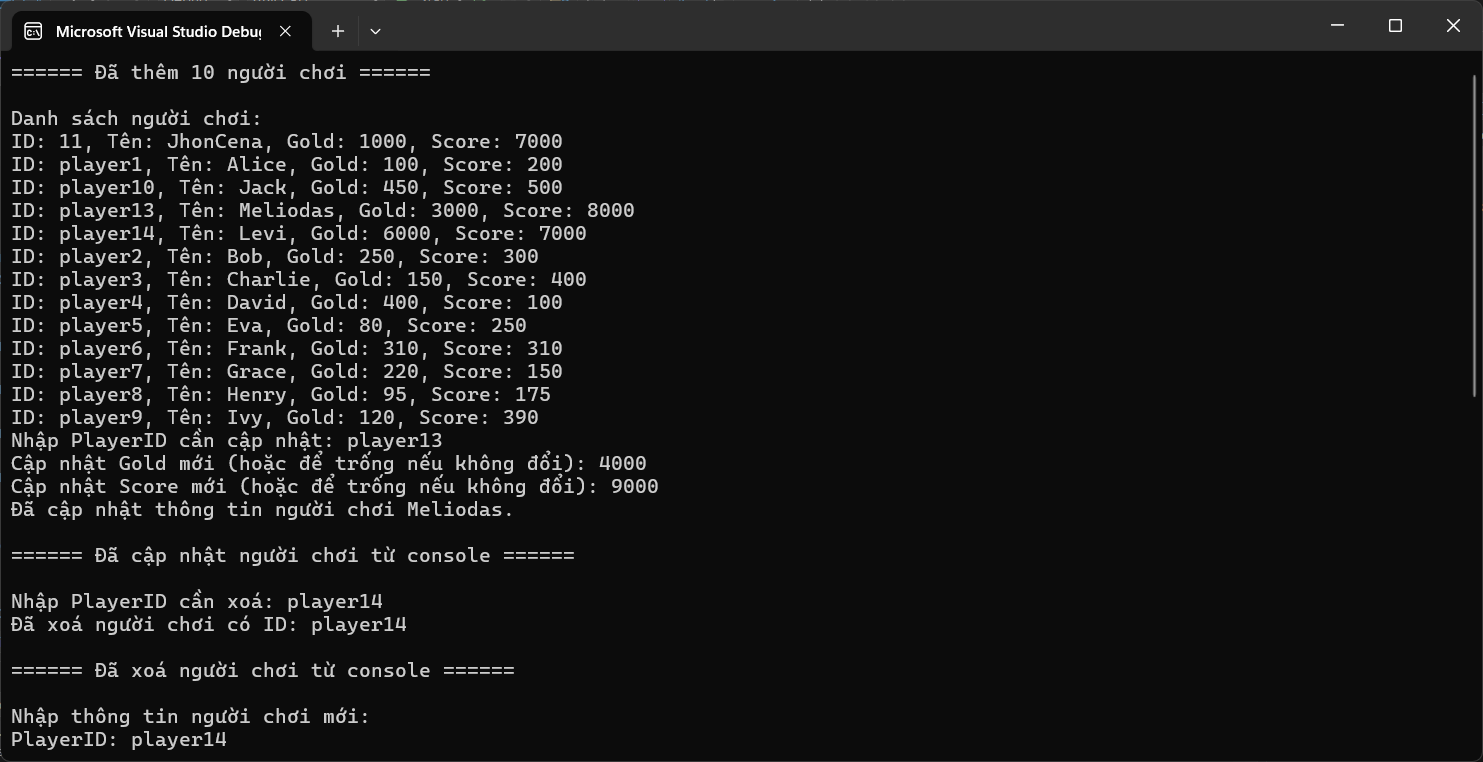 Microsoft Visual Studio Debug
====== Đã thêm 10 người chơi ======
Danh sách người chơi:
ID: 11, Tên: JhonCena, Gold: 1000, Score: 7000
ID: player1, Tên: Alice, Gold: 100, Score: 200
ID: player10, Tên: Jack, Gold: 450, Score: 500
ID: player13, Tên: Meliodas, Gold: 3000, Score: 8000
ID: player14, Tên: Levi, Gold: 6000, Score: 7000
ID: player2, Tên: Bob, Gold: 250, Score: 300
ID: player3, Tên: Charlie, Gold: 150, Score: 400
ID: player4, Tên: David, Gold: 400, Score: 100
ID: player5, Tên: Eva, Gold: 80, Score: 250
ID: player6, Tên: Frank, Gold: 310, Score: 310
ID: player7, Tên: Grace, Gold: 220, Score: 150
ID: player8, Tên: Henry, Gold: 95, Score: 175
ID: player9, Tên: Ivy, Gold: 120, Score: 390
Nhập PlayerID cần cập nhật: player13
Cập nhật Gold mới (hoặc để trống nếu không đổi): 4000
Cập nhật Score mới (hoặc để trống nếu không đổi): 9000
Đã cập nhật thông tin người chơi Meliodas.
====== Đã cập nhật người chơi từ console ======
Nhập PlayerID cần xoá: player14
Đã xoá người chơi có ID: player14
====== Đã xoá người chơi từ console ======
Nhập thông tin người chơi mới:
PlayerID: player14